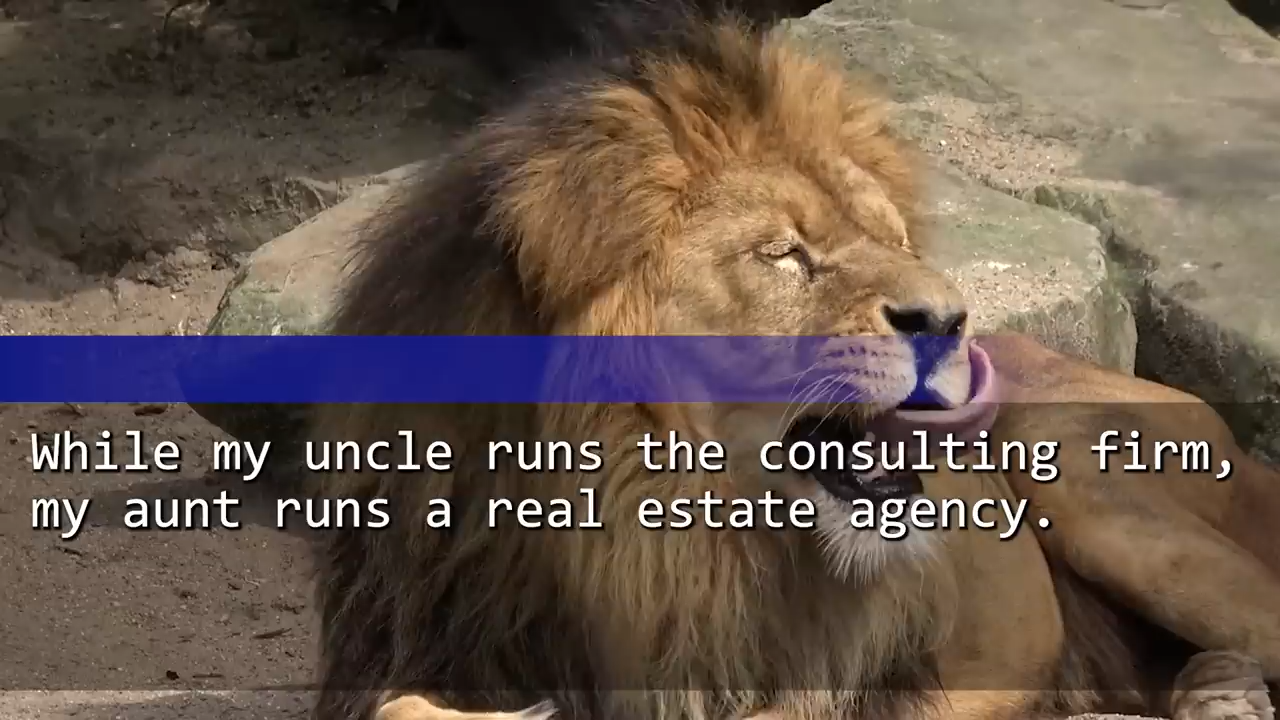 While my uncle runs the consulting firm,
my aunt runs a real estate agency.